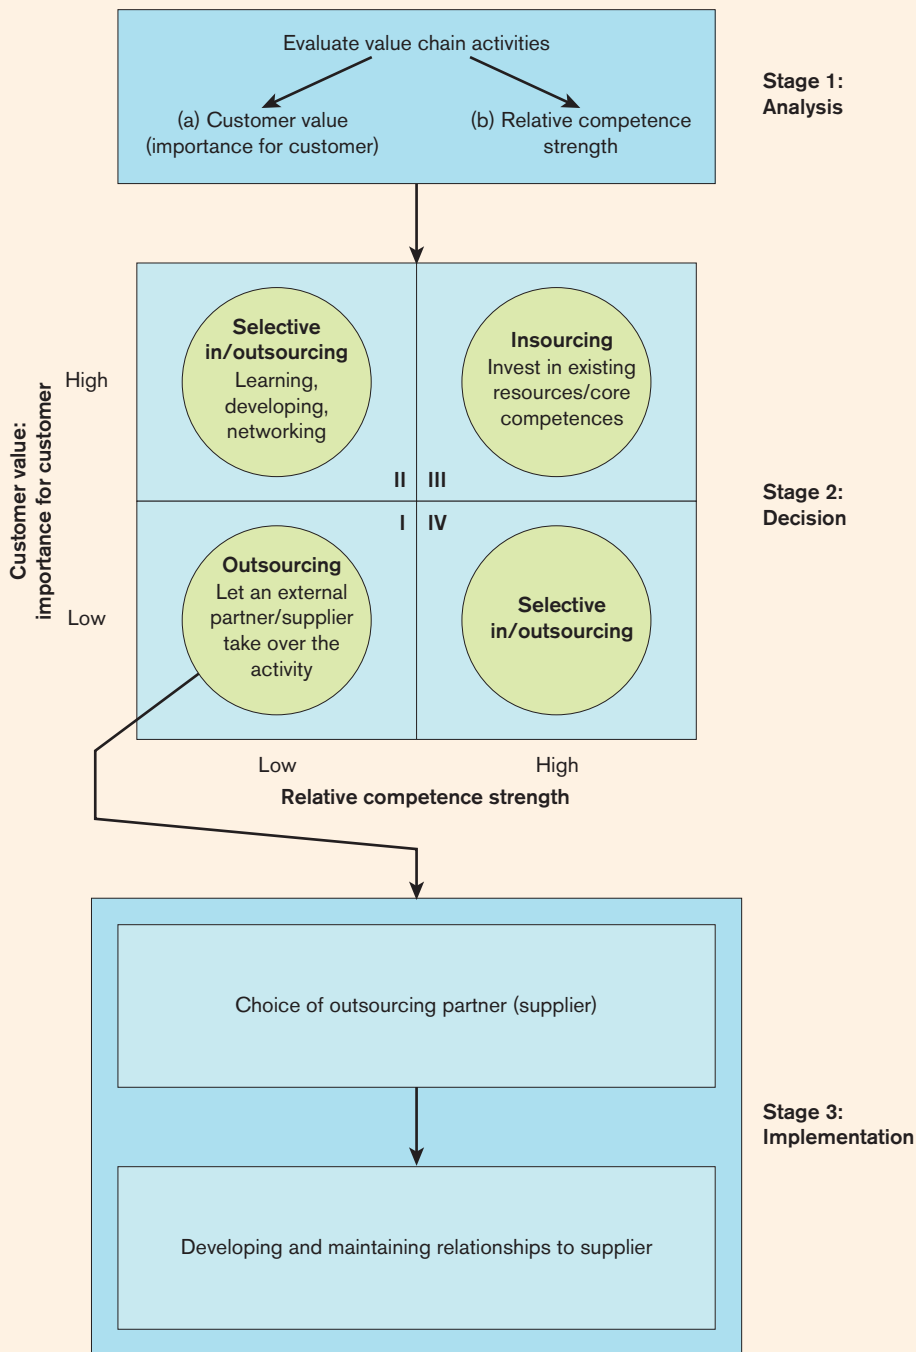 Evaluate value chain activities
(a) Customer value
(importance for customer)
(b) Relative competence
strength
Stage 1:
Analysis
Customer value:
importance for customer
High
Selective
in/outsourcing
Learning,
developing,
networking
II
Insourcing
Invest in existing
resources/core
competences
III
Stage 2:
Decision
Low
Outsourcing
Let an external
partner/supplier
take over the
activity
I
IV
Selective
in/outsourcing
Low
High
Relative competence strength
Choice of outsourcing partner (supplier)
Stage 3:
Implementation
Developing and maintaining relationships to supplier